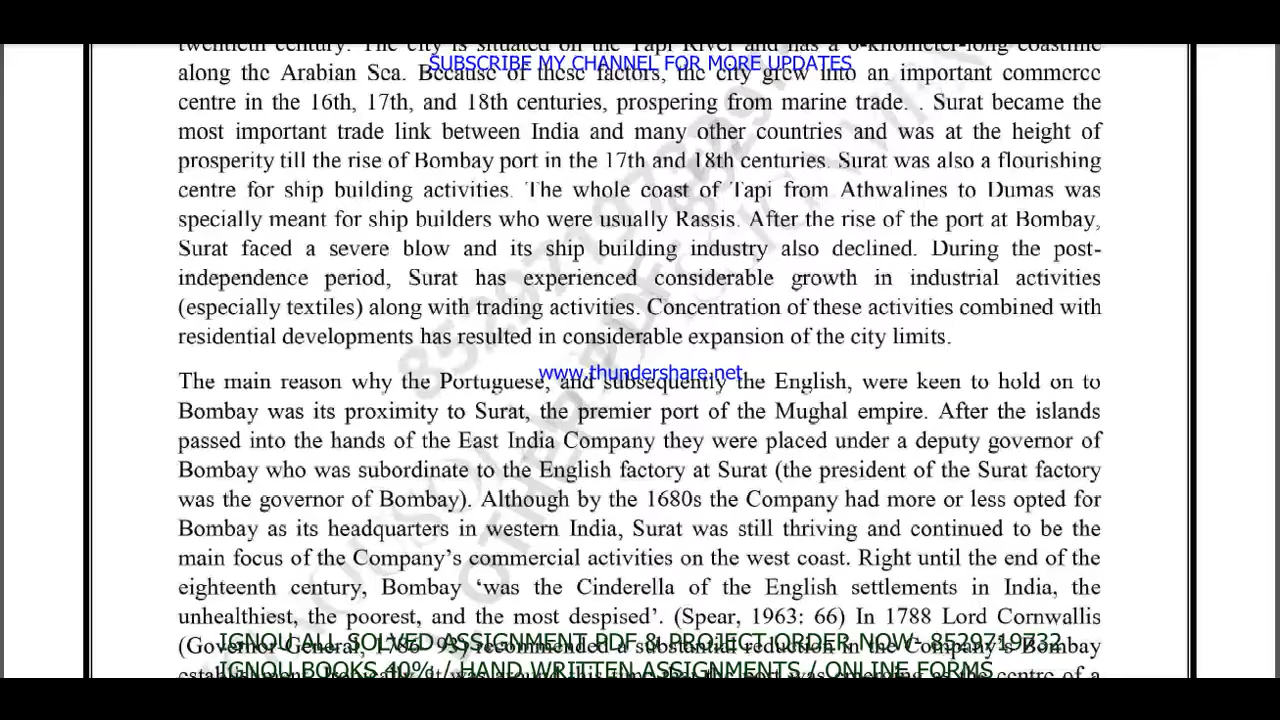 twentieth century. The city is situated on the Tapi River and has a 6-kilometer-long coastline
SUBSCRIBE MY CHANNEL FOR MORE UPDATES
along the Arabian Sea. Because of these factors, the city grew into an important commerce
centre in the 16th, 17th, and 18th centuries, prospering from marine trade. . Surat became the
most important trade link between India and many other countries and was at the height of
prosperity till the rise of Bombay port in the 17th and 18th centuries. Surat was also a flourishing
centre for ship building activities. The whole coast of Tapi from Athwalines to Dumas was
specially meant for ship builders who were usually Rassis. After the rise of the port at Bombay,
Surat faced a severe blow and its ship building industry also declined. During the post-
independence period, Surat has experienced considerable growth in industrial activities
(especially textiles) along with trading activities. Concentration of these activities combined with
residential developments has resulted in considerable expansion of the city limits.
www.thundershare.net
The main reason why the Portuguese, and subsequently the English, were keen to hold on to
Bombay was its proximity to Surat, the premier port of the Mughal empire. After the islands
passed into the hands of the East India Company they were placed under a deputy governor of
Bombay who was subordinate to the English factory at Surat (the president of the Surat factory
was the governor of Bombay). Although by the 1680s the Company had more or less opted for
Bombay as its headquarters in western India, Surat was still thriving and continued to be the
main focus of the Company's commercial activities on the west coast. Right until the end of the
eighteenth century, Bombay ‘was the Cinderella of the English settlements in India, the
unhealthiest, the poorest, and the most despised’. (Spear, 1963: 66) In 1788 Lord Cornwallis
IGNOU ALL SOLVED ASSIGNMENT PDF & PROJECT ORDER NOW- 8529719732
(Governor-General, 1786–93) recommended a substantial reduction in the Company's Bombay
IGNOU BOOKS 40% / HAND WRITTEN ASSIGNMENTS / ONLINE FORMS